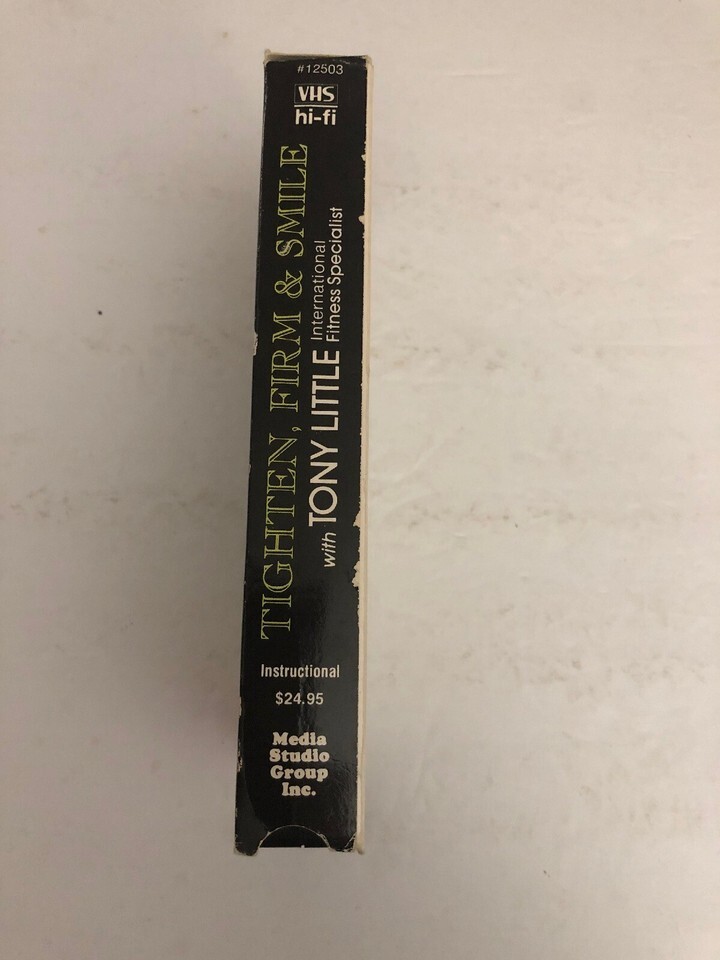 #12503
VHS
hi-fi
TIGHTEN, FIRM & SMILE
with TONY LITTLE
International
Fitness Specialist
Instructional
$24.95
Media
Studio
Group
Inc.